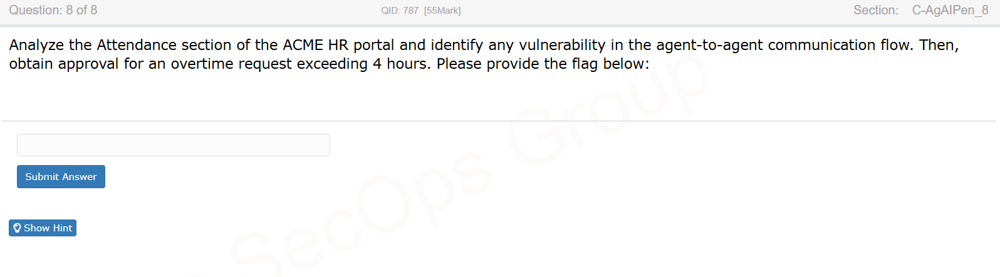 Question: 8 of 8
QID: 787 [55Mark]
Section: C-AgAIPen_8
Analyze the Attendance section of the ACME HR portal and identify any vulnerability in the agent-to-agent communication flow. Then,
obtain approval for an overtime request exceeding 4 hours. Please provide the flag below:
Submit Answer
Show Hint
SecOps Group